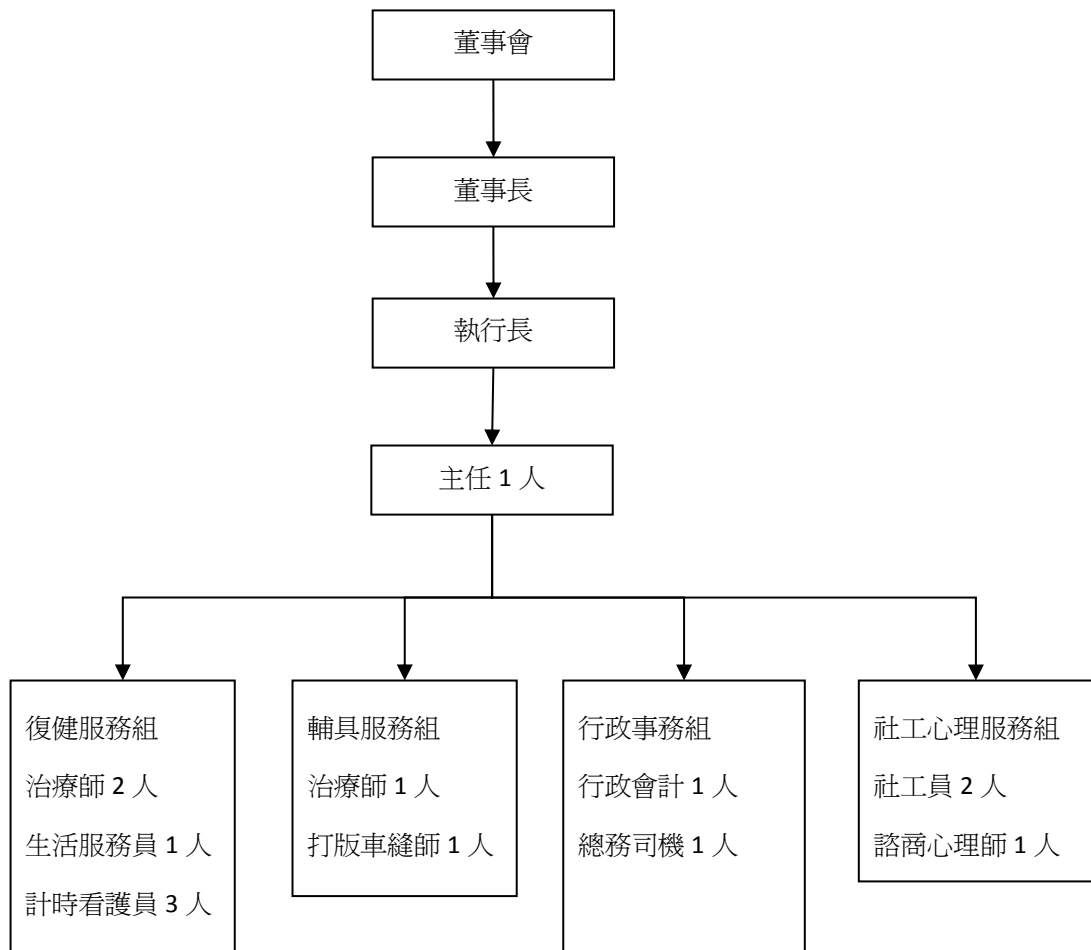 董事會
董事長
執行長
主任 1 人
復健服務組
治療師 2 人
生活服務員 1 人
計時看護員 3 人
輔具服務組
治療師 1 人
打版車縫師 1 人
行政事務組
行政會計 1 人
總務司機 1 人
社工心理服務組
社工員 2 人
諮商心理師 1 人